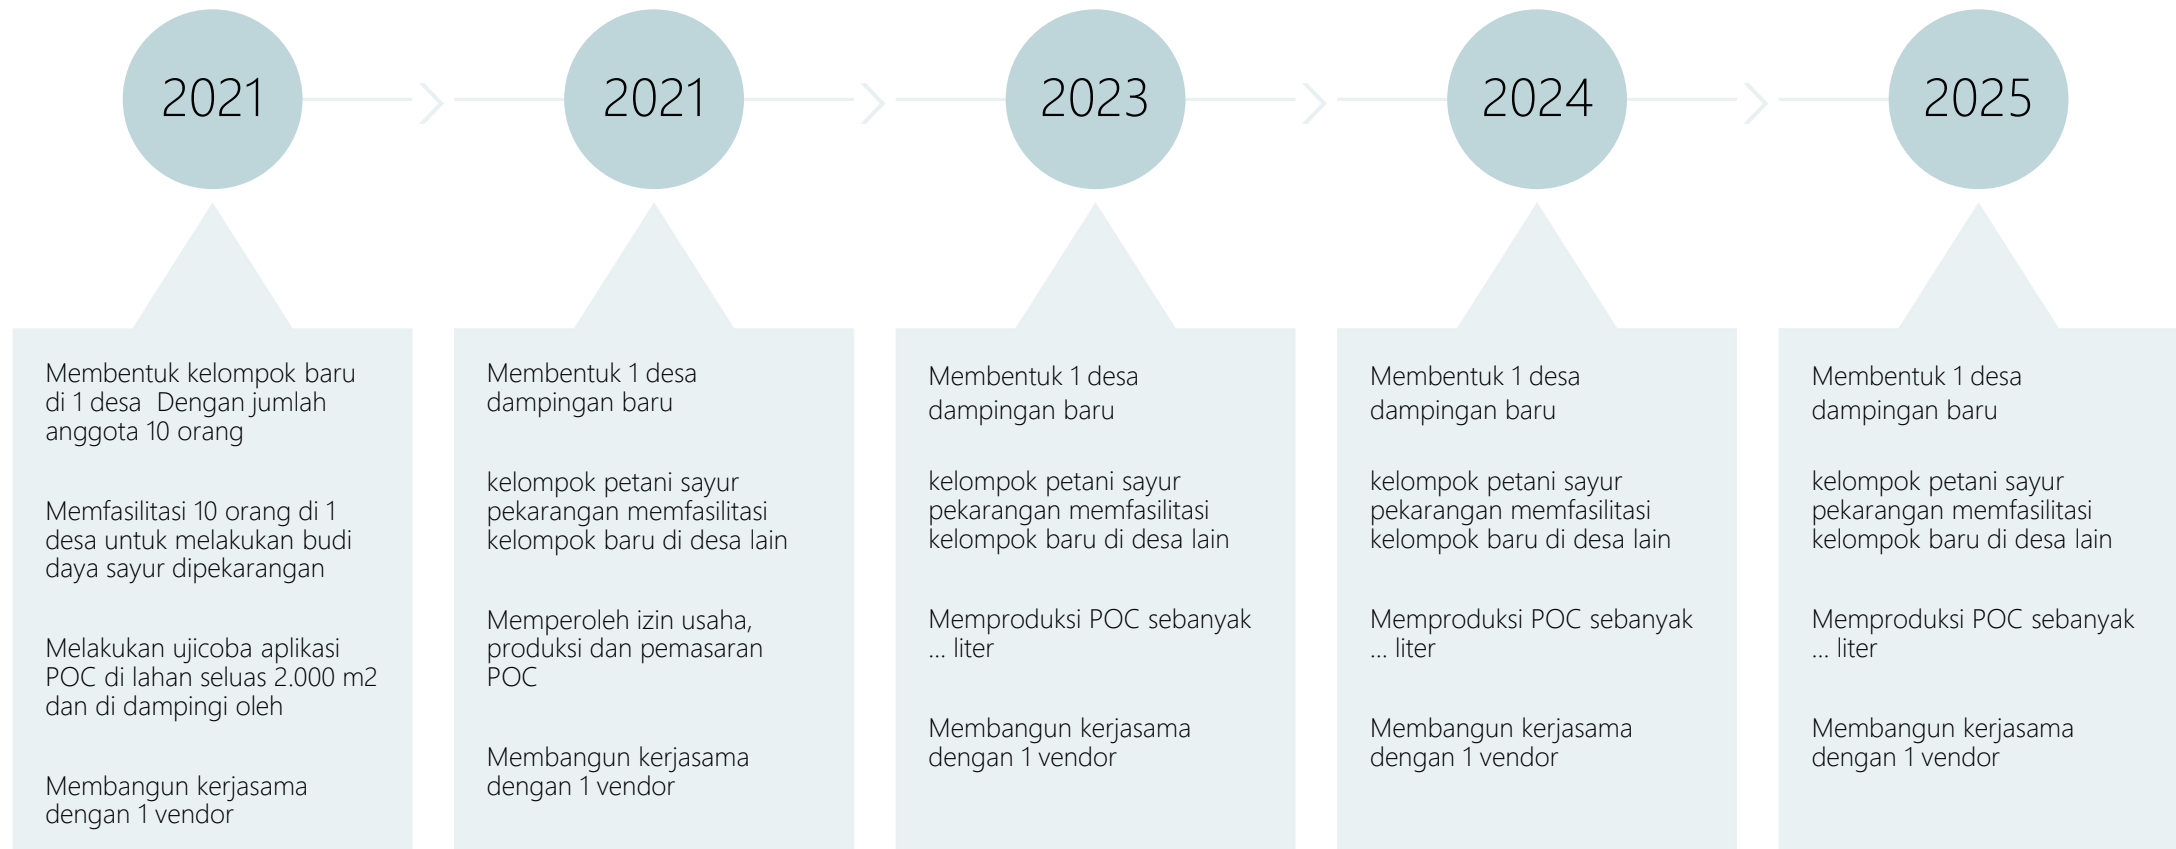 2021
2021
2023
2024
2025
Membentuk kelompok baru
di 1 desa  Dengan jumlah
anggota 10 orang
Memfasilitasi 10 orang di 1
desa untuk melakukan budi
daya sayur dipekarangan
Melakukan ujicoba aplikasi
POC di lahan seluas 2.000 m2
dan di dampingi oleh
Membangun kerjasama
dengan 1 vendor
Membentuk 1 desa
dampingan baru
kelompok petani sayur
pekarangan memfasilitasi
kelompok baru di desa lain
Memperoleh izin usaha,
produksi dan pemasaran
POC
Membangun kerjasama
dengan 1 vendor
Membentuk 1 desa
dampingan baru
kelompok petani sayur
pekarangan memfasilitasi
kelompok baru di desa lain
Memproduksi POC sebanyak
... liter
Membangun kerjasama
dengan 1 vendor
Membentuk 1 desa
dampingan baru
kelompok petani sayur
pekarangan memfasilitasi
kelompok baru di desa lain
Memproduksi POC sebanyak
... liter
Membangun kerjasama
dengan 1 vendor
Membentuk 1 desa
dampingan baru
kelompok petani sayur
pekarangan memfasilitasi
kelompok baru di desa lain
Memproduksi POC sebanyak
... liter
Membangun kerjasama
dengan 1 vendor